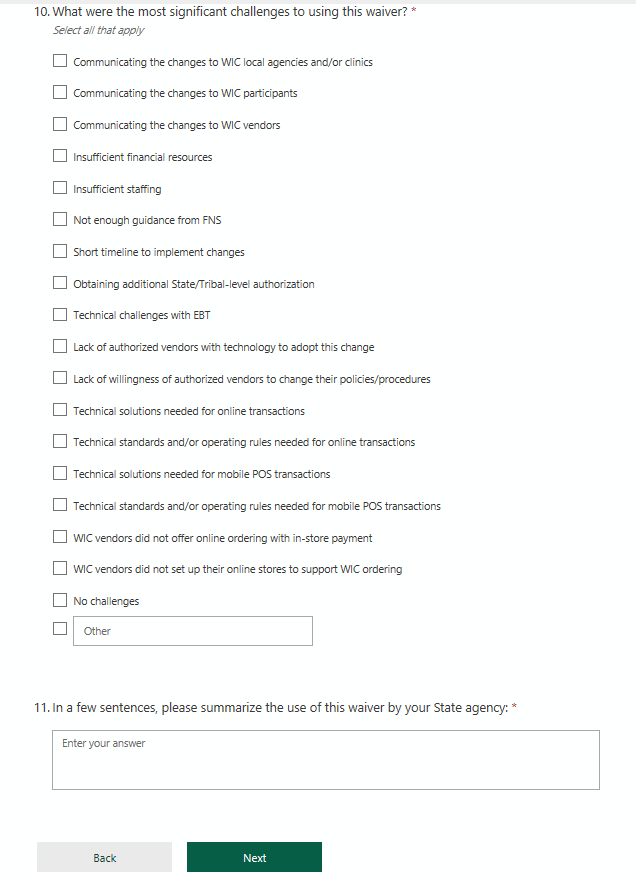 10. What were the most significant challenges to using this waiver? *
Select all that apply
Communicating the changes to WIC local agencies and/or clinics
Communicating the changes to WIC participants
Communicating the changes to WIC vendors
Insufficient financial resources
Insufficient staffing
Not enough guidance from FNS
Short timeline to implement changes
Obtaining additional State/Tribal-level authorization
Technical challenges with EBT
Lack of authorized vendors with technology to adopt this change
Lack of willingness of authorized vendors to change their policies/procedures
Technical solutions needed for online transactions
Technical standards and/or operating rules needed for online transactions
Technical solutions needed for mobile POS transactions
Technical standards and/or operating rules needed for mobile POS transactions
WIC vendors did not offer online ordering with in-store payment
WIC vendors did not set up their online stores to support WIC ordering
No challenges
Other
11. In a few sentences, please summarize the use of this waiver by your State agency: *
Enter your answer
Back Next